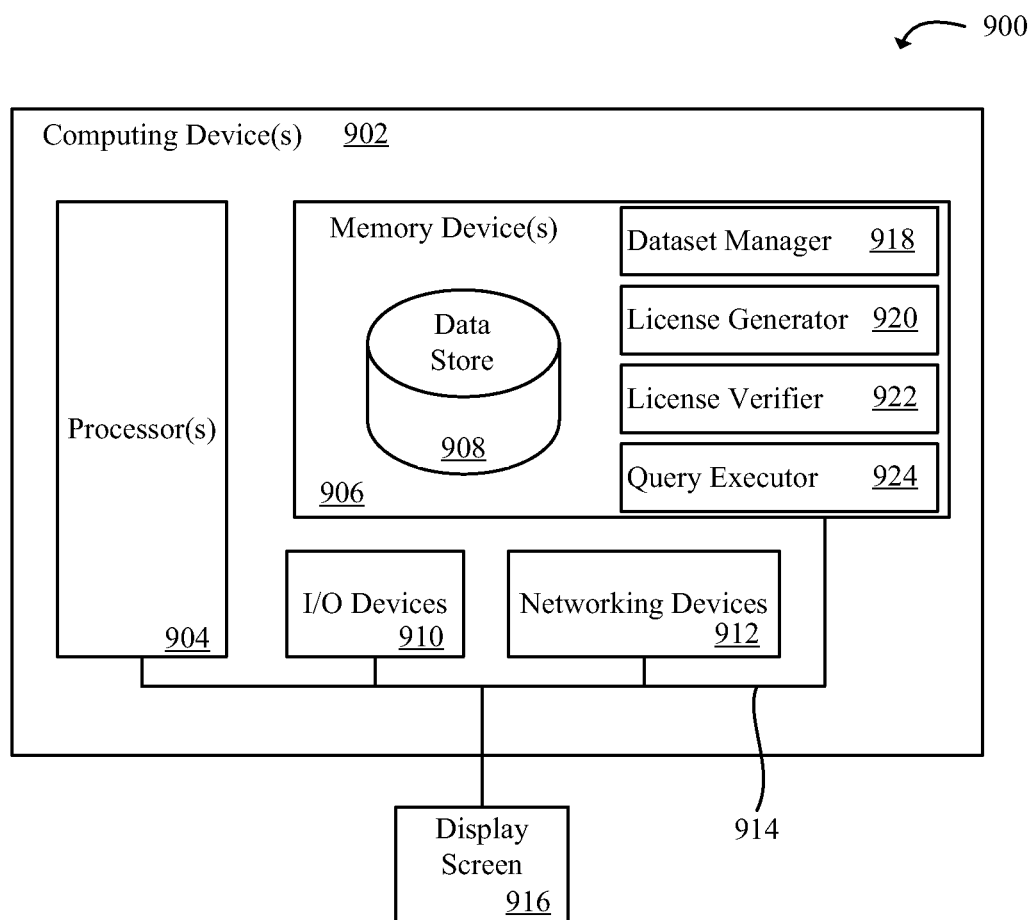 900
Computing Device(s) 902
Memory Device(s)
Dataset Manager 918
License Generator 920
License Verifier 922
Query Executor 924
Data
Store
908
906
Processor(s)
904
I/O Devices
910
Networking Devices
912
914
Display
Screen
916